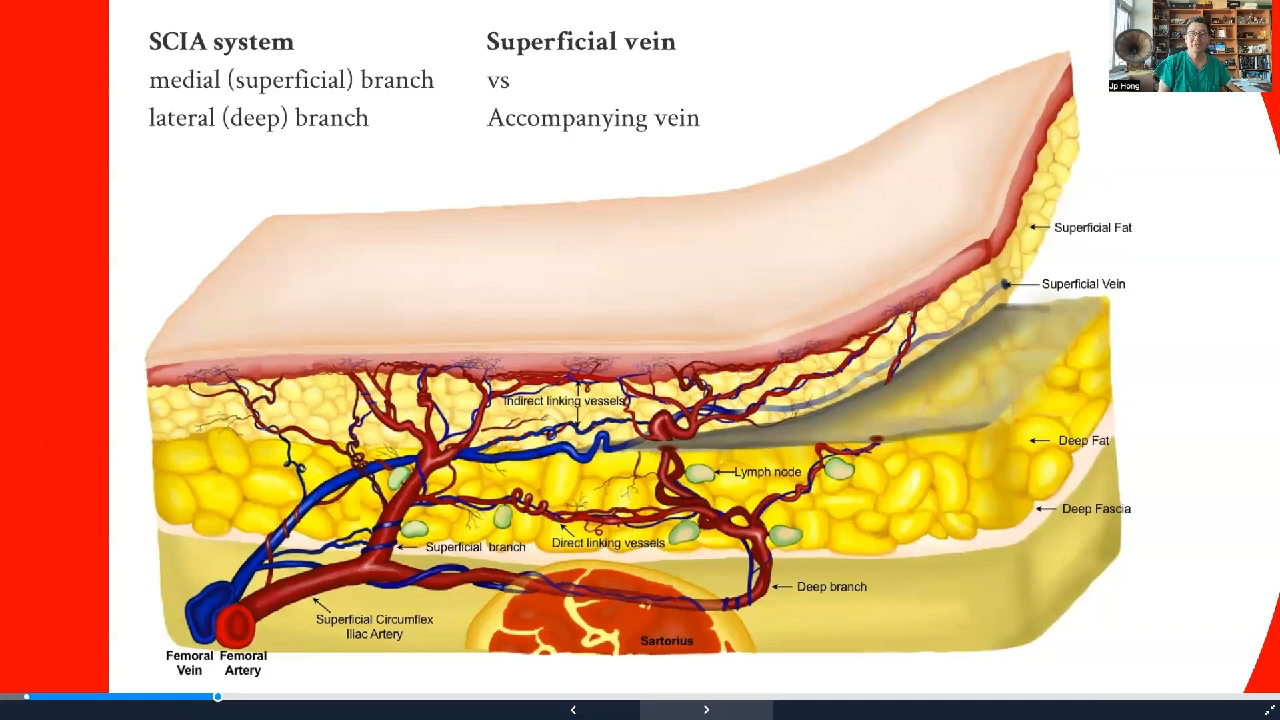 SCIA system
medial (superficial) branch
lateral (deep) branch
Superficial vein
vs
Accompanying vein
Jp Hong
Superficial Fat
Superficial Vein
Indirect linking vessels
Deep Fat
Lymph node
Deep Fascia
Superficial branch
Direct linking vessels
Deep branch
Superficial Circumflex
Iliac Artery
Sartorius
Femoral
Vein
Femoral
Artery